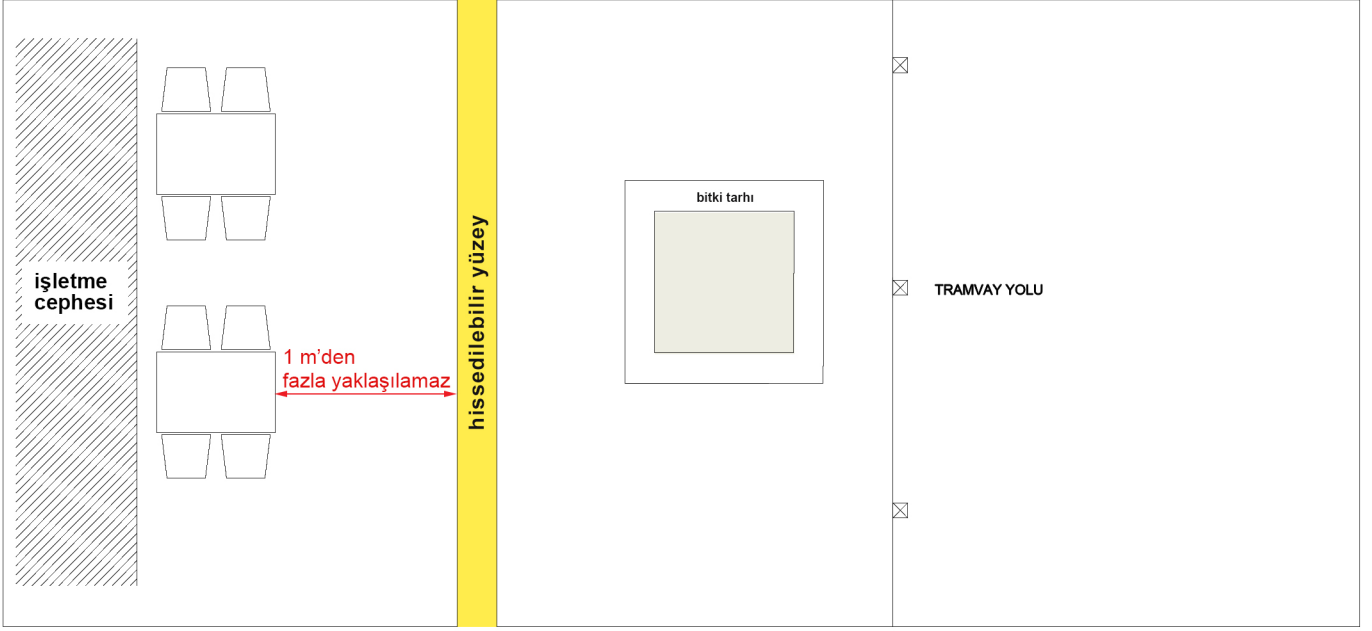 işletme
cephesi
1 m'den
fazla yaklaşılamaz
hissedilebilir yüzey
bitki tarhı
TRAMVAY YOLU